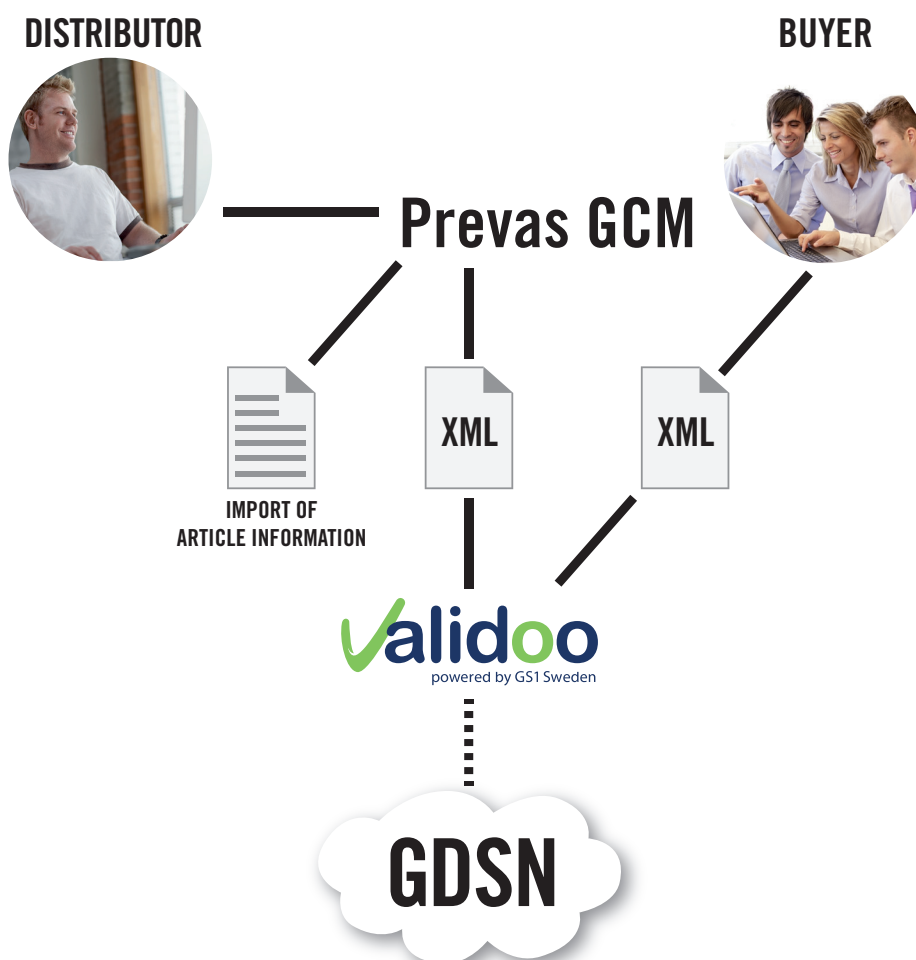 DISTRIBUTOR
BUYER
Prevas GCM
XML
XML
IMPORT OF
ARTICLE INFORMATION
Validoo
powered by GS1 Sweden
GDSN